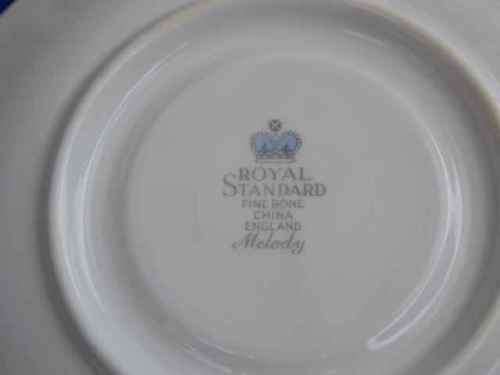 ROYAL
STANDARD
FINE BONE
CHINA
ENGLAND
Melody